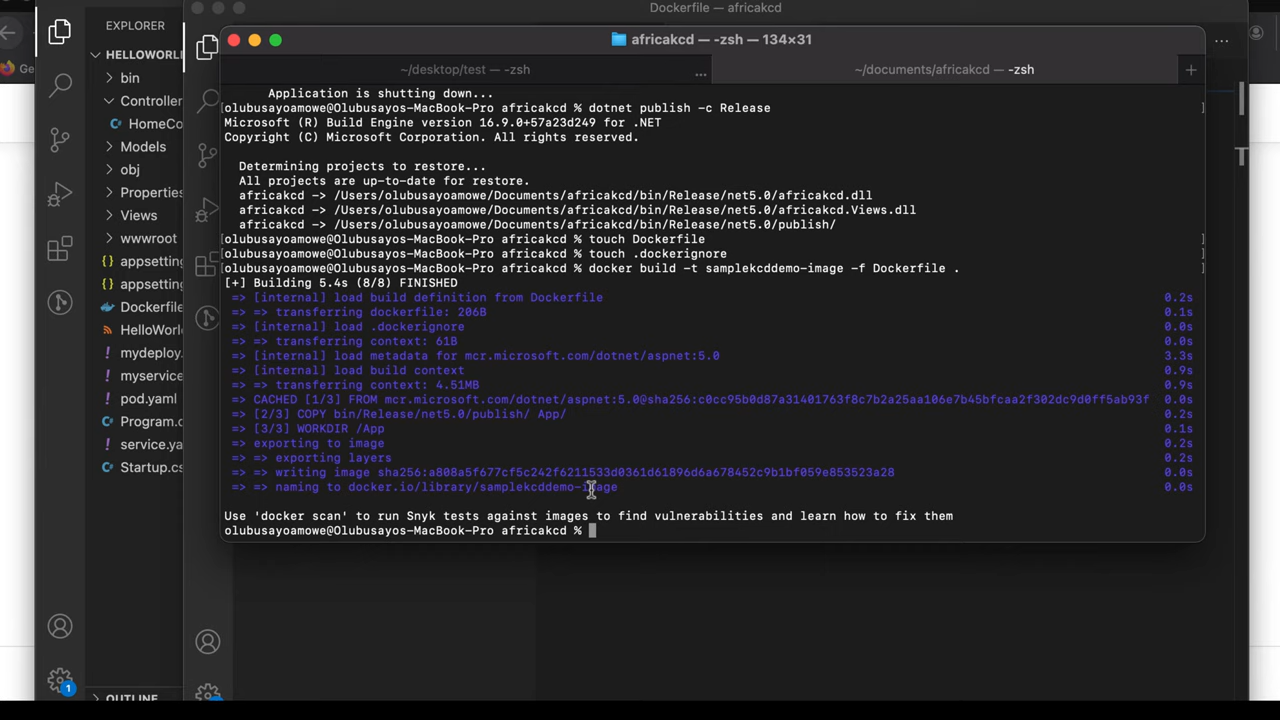 Dockerfile — africakcd
EXPLORER
africakcd — -zsh — 134×31
HELLOWORL
~/desktop/test — -zsh
~/documents/africakcd — -zsh
Ge
bin
Controller
HomeCo
Models
obj
Properties
Views
wwwroot
appsetting
appsetting
Dockerfile
HelloWorl
mydeploy.
myservice
pod.yaml
Program.c
service.ya
Startup.cs
OUTLINE
1
Application is shutting down...
[olubusayoamowe@Olubusayos-MacBook-Pro africakcd % dotnet publish -c Release ]
Microsoft (R) Build Engine version 16.9.0+57a23d249 for .NET
Copyright (C) Microsoft Corporation. All rights reserved.
Determining projects to restore...
All projects are up-to-date for restore.
africakcd -> /Users/olubusayoamowe/Documents/africakcd/bin/Release/net5.0/africakcd.dll
africakcd -> /Users/olubusayoamowe/Documents/africakcd/bin/Release/net5.0/africakcd.Views.dll
africakcd -> /Users/olubusayoamowe/Documents/africakcd/bin/Release/net5.0/publish/
[olubusayoamowe@Olubusayos-MacBook-Pro africakcd % touch Dockerfile ]
[olubusayoamowe@Olubusayos-MacBook-Pro africakcd % touch .dockerignore ]
[olubusayoamowe@Olubusayos-MacBook-Pro africakcd % docker build -t samplekcddemo-image -f Dockerfile . ]
[+] Building 5.4s (8/8) FINISHED
=> [internal] load build definition from Dockerfile 0.2s
=> => transferring dockerfile: 206B 0.1s
=> [internal] load .dockerignore 0.0s
=> => transferring context: 61B 0.0s
=> [internal] load metadata for mcr.microsoft.com/dotnet/aspnet:5.0 3.3s
=> [internal] load build context 0.9s
=> => transferring context: 4.51MB 0.9s
=> CACHED [1/3] FROM mcr.microsoft.com/dotnet/aspnet:5.0@sha256:c0cc95b0d87a31401763f8c7b2a25aa106e7b45bfcaa2f302dc9d0ff5ab93f 0.0s
=> [2/3] COPY bin/Release/net5.0/publish/ App/ 0.2s
=> [3/3] WORKDIR /App 0.1s
=> exporting to image 0.2s
=> => exporting layers 0.2s
=> => writing image sha256:a808a5f677cf5c242f6211533d0361d61896d6a678452c9b1bf059e853523a28 0.0s
=> => naming to docker.io/library/samplekcddemo-image 0.0s
Use 'docker scan' to run Snyk tests against images to find vulnerabilities and learn how to fix them
olubusayoamowe@Olubusayos-MacBook-Pro africakcd %